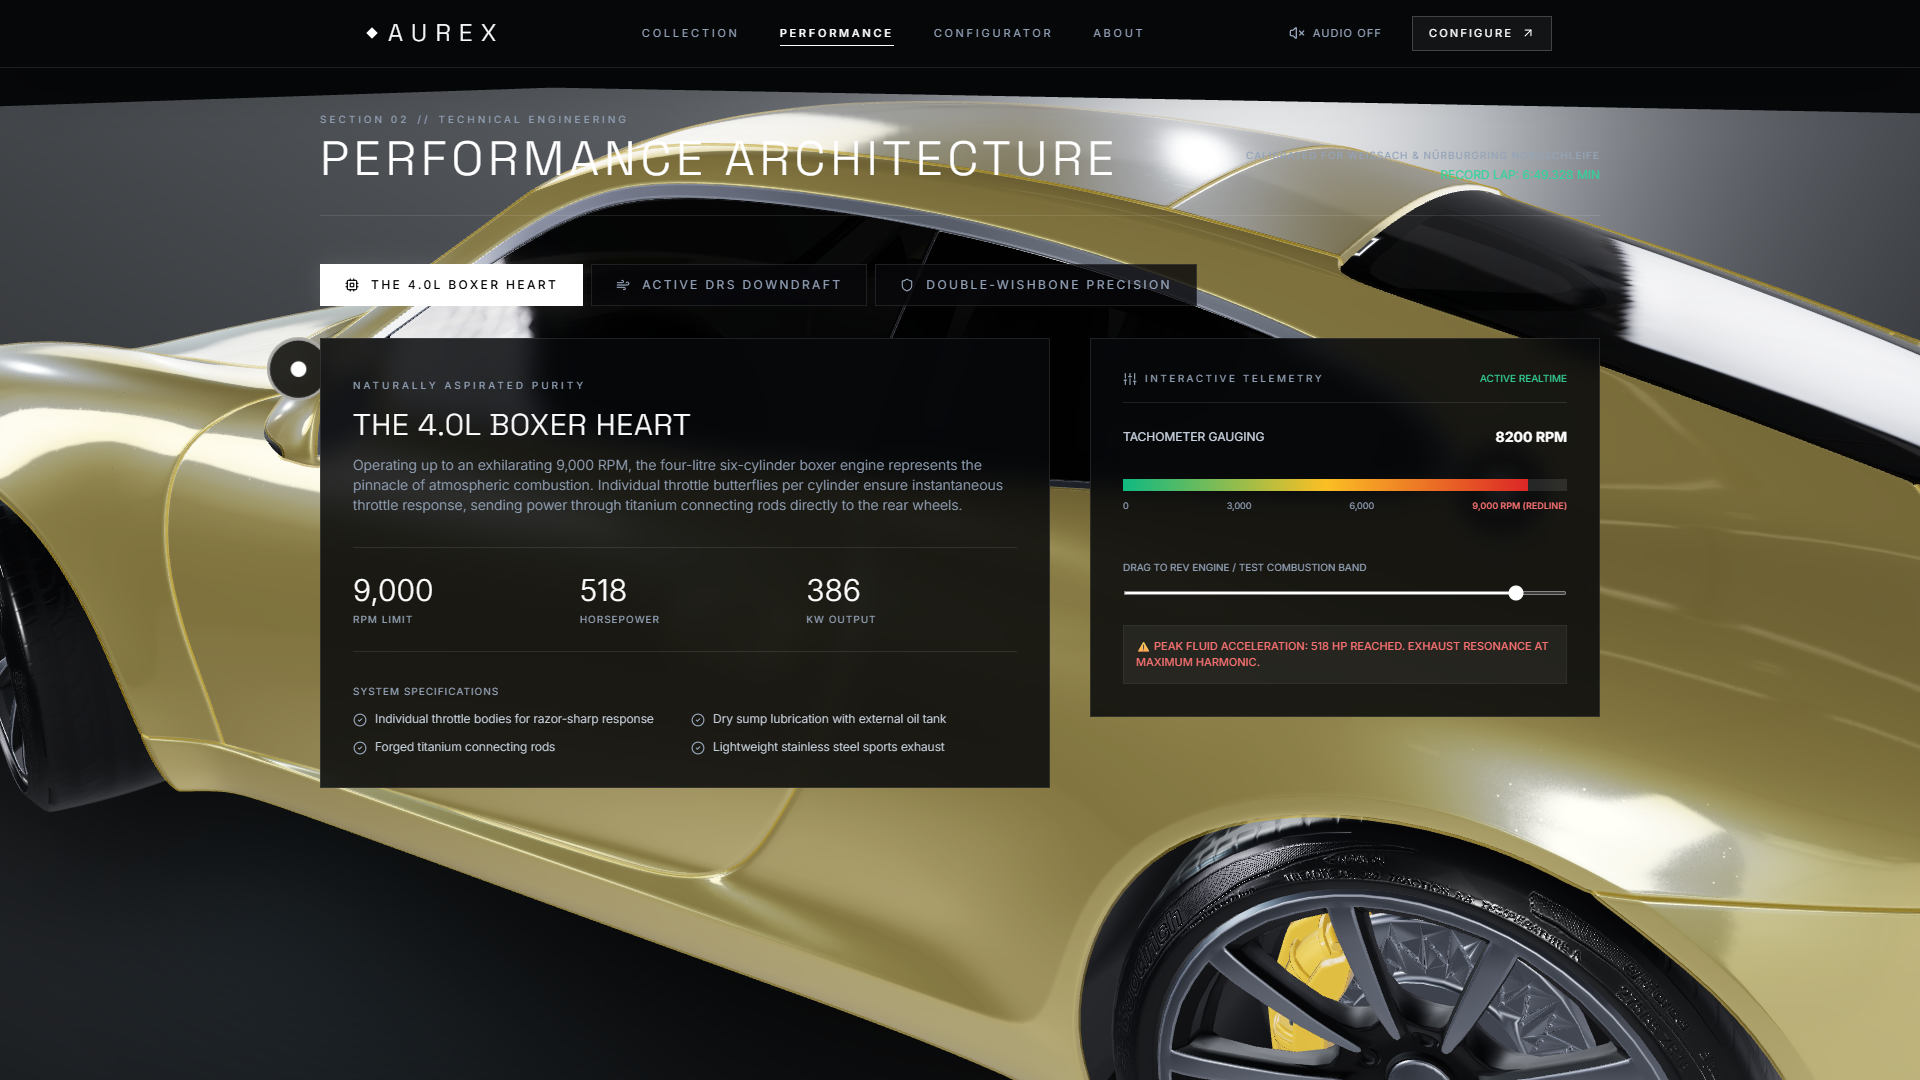 AUREX
COLLECTION
PERFORMANCE
CONFIGURATOR
ABOUT
AUDIO OFF
CONFIGURE
SECTION 02 // TECHNICAL ENGINEERING
PERFORMANCE ARCHITECTURE
FOR WEISSACH & NÜRBURGRING
RECORD LAP: MIN
THE 4.0L BOXER HEART
ACTIVE DRS DOWNDRAFT
DOUBLE-WISHBONE PRECISION
NATURALLY ASPIRATED PURITY
THE 4.0L BOXER HEART
Operating up to an exhilarating 9,000 RPM, the four-litre six-cylinder boxer engine represents the
pinnacle of atmospheric combustion. Individual throttle butterflies per cylinder ensure instantaneous
throttle response, sending power through titanium connecting rods directly to the rear wheels.
9,000
RPM LIMIT
518
HORSEPOWER
386
KW OUTPUT
SYSTEM SPECIFICATIONS
Individual throttle bodies for razor-sharp response
Dry sump lubrication with external oil tank
Forged titanium connecting rods
Lightweight stainless steel sports exhaust
INTERACTIVE TELEMETRY
ACTIVE REALTIME
TACHOMETER GAUGING
8200 RPM
0
3,000
6,000
9,000 RPM (REDLINE)
DRAG TO REV ENGINE / TEST COMBUSTION BAND
⚠️ PEAK FLUID ACCELERATION: 518 HP REACHED. EXHAUST RESONANCE AT
MAXIMUM HARMONIC.